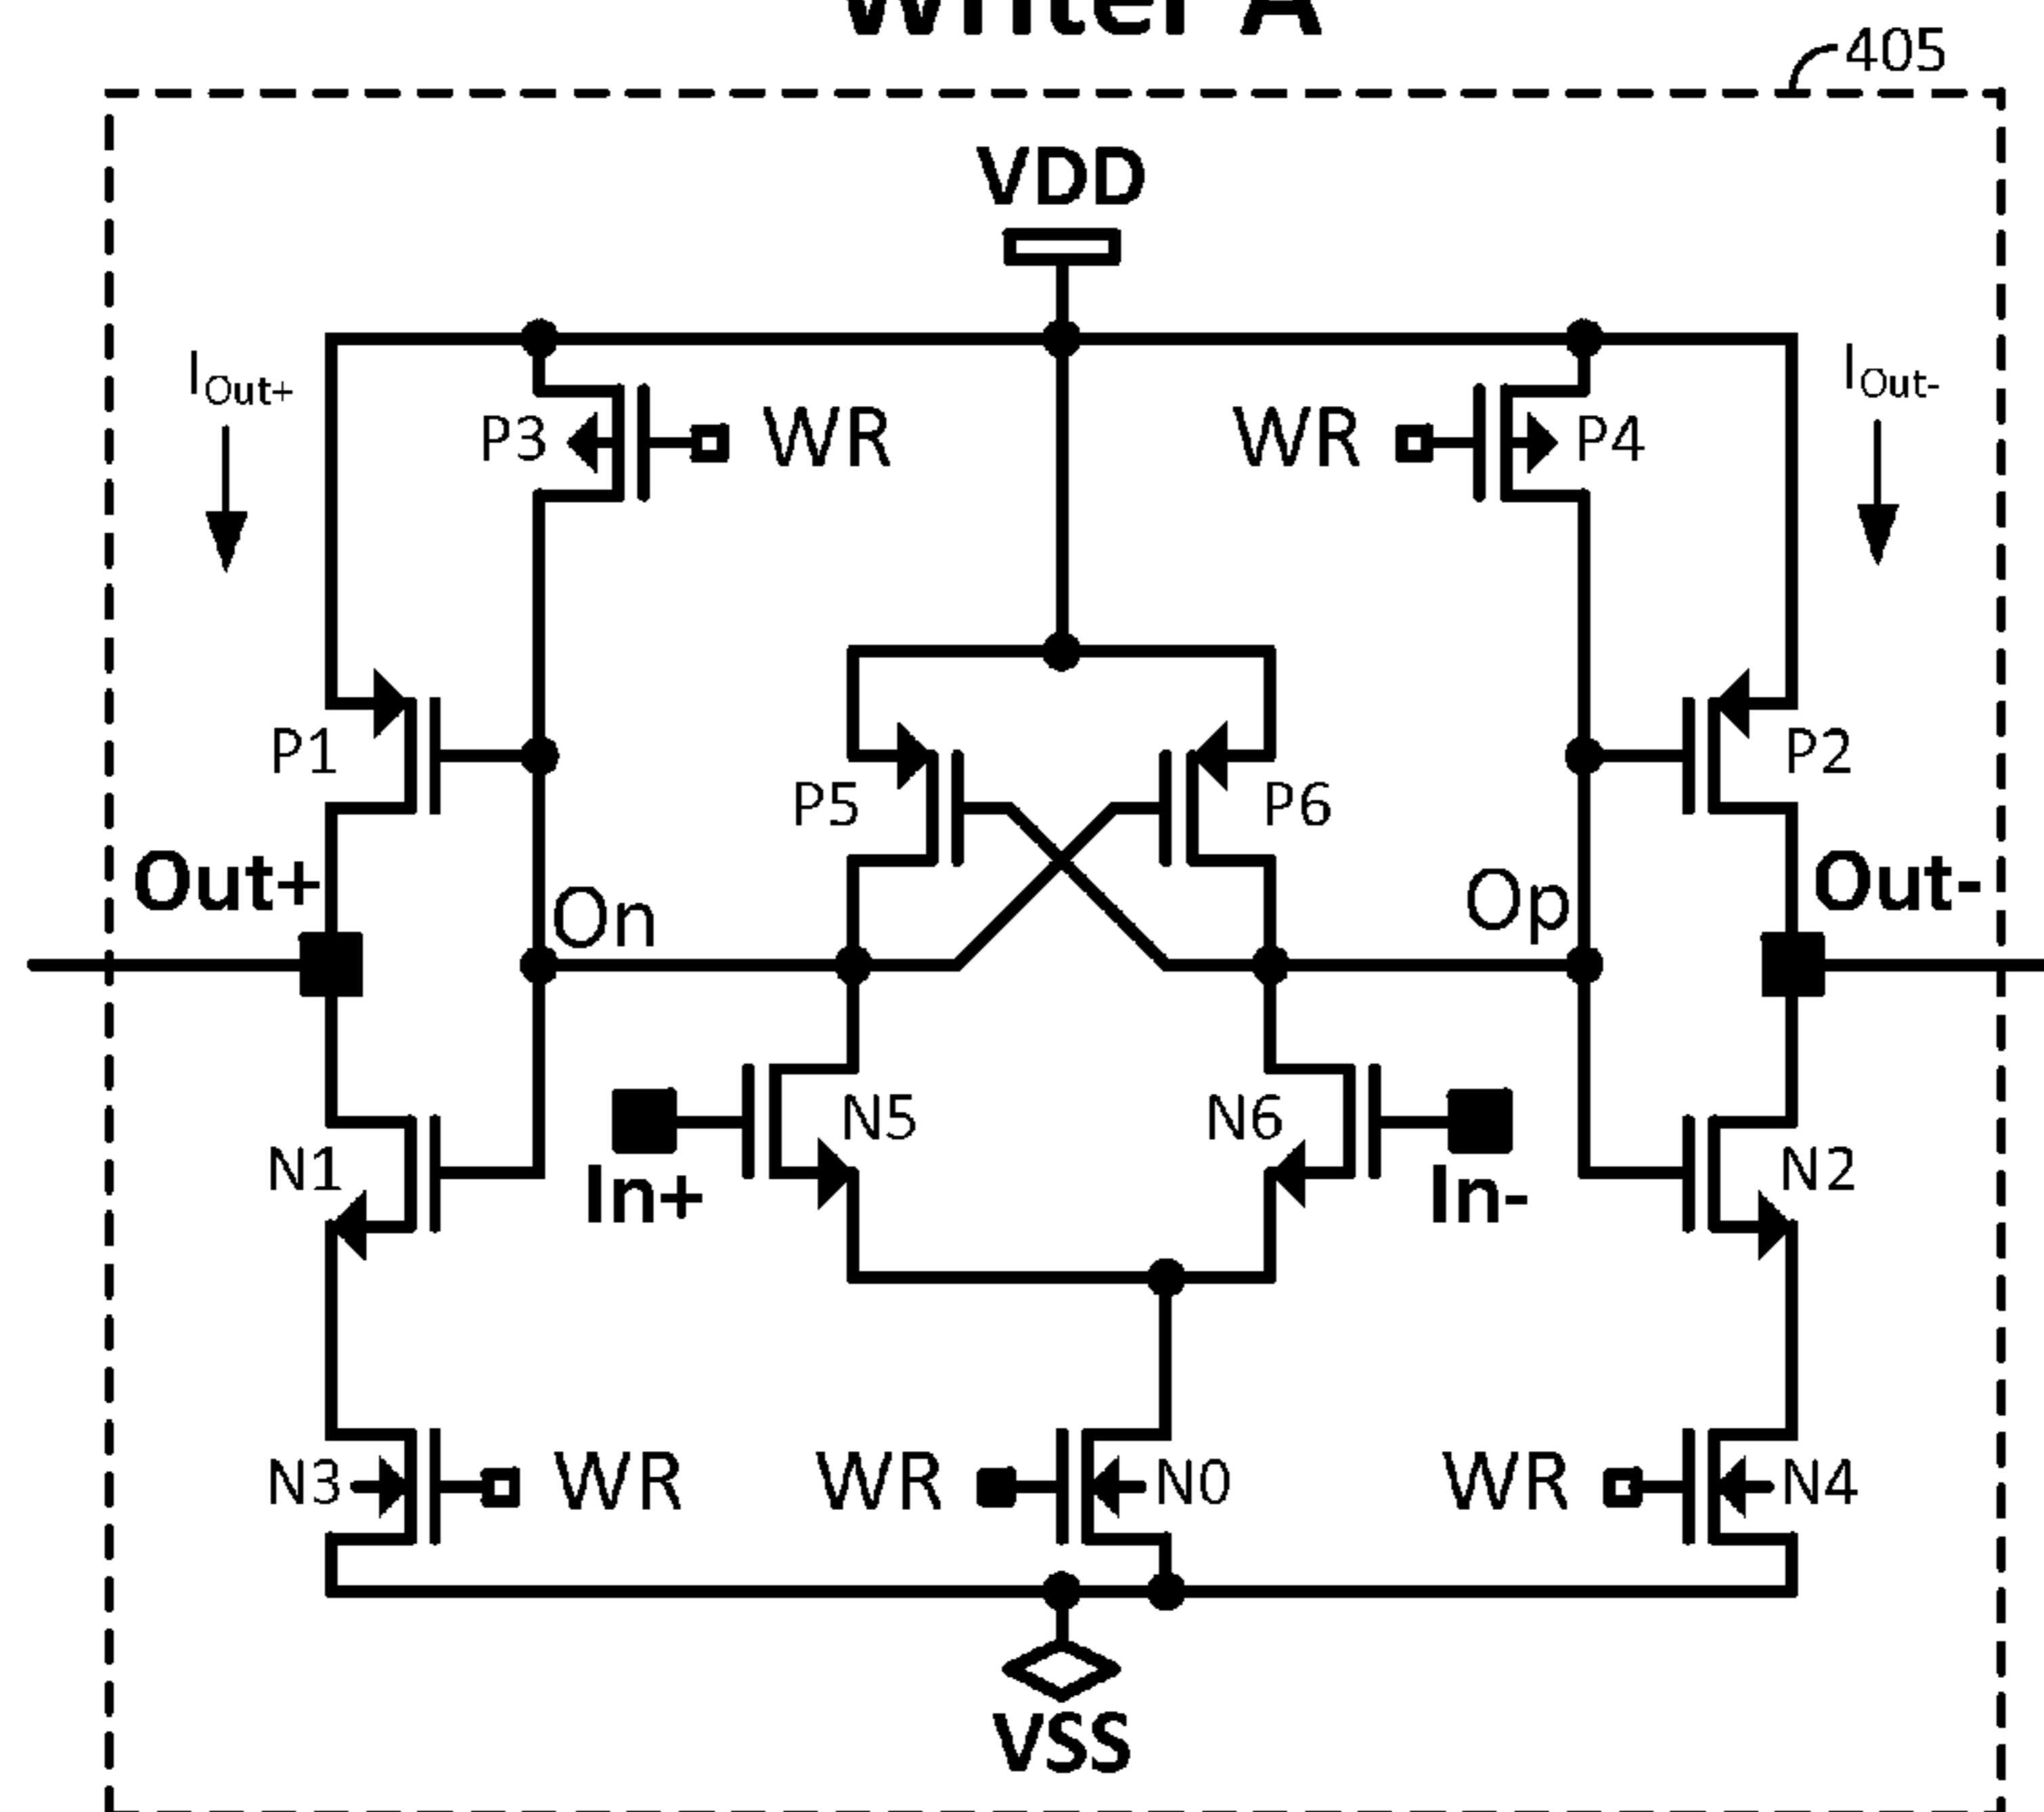 Writer A
405
VDD
IOut+
IOut-
P3
WR
WR
P4
P1
P5
P6
P2
Out+
On
Op
Out-
N1
In+
N5
N6
In-
N2
N3
WR
WR
N0
WR
N4
VSS